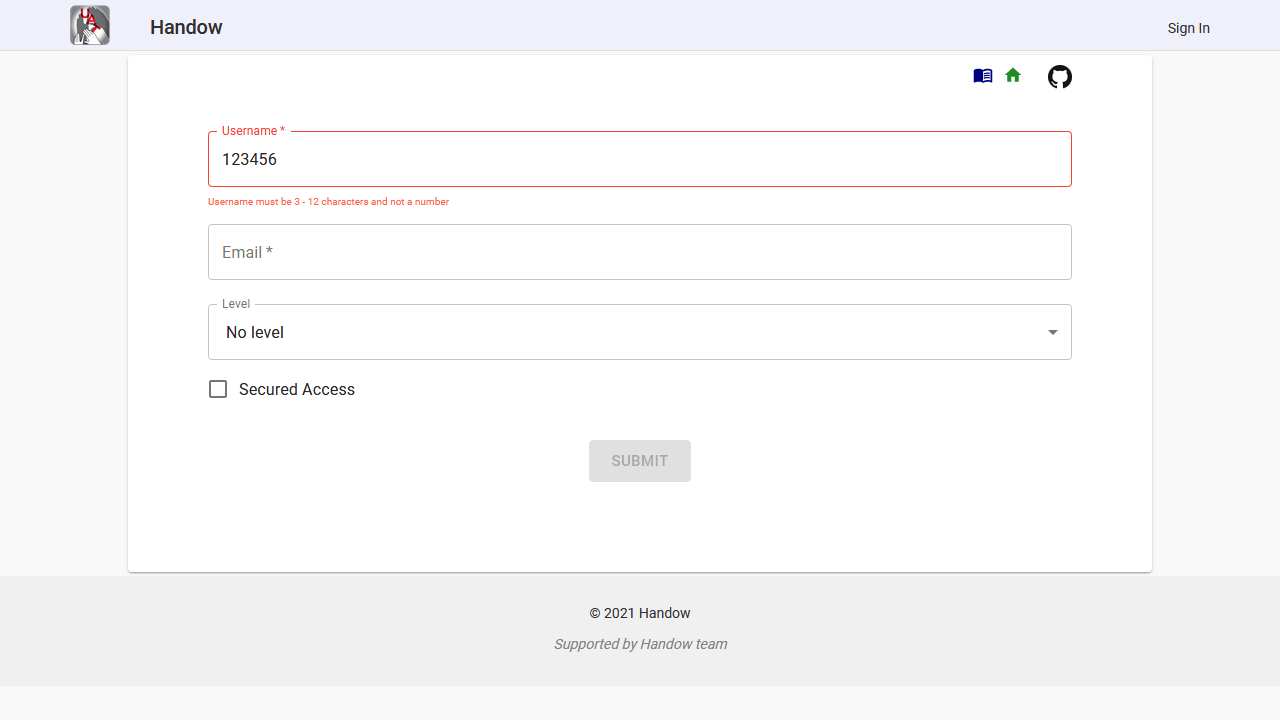 Handow
Sign In
Username *
123456
Username must be 3 - 12 characters and not a number
Email *
Level
No level
Secured Access
SUBMIT
© 2021 Handow
Supported by Handow team